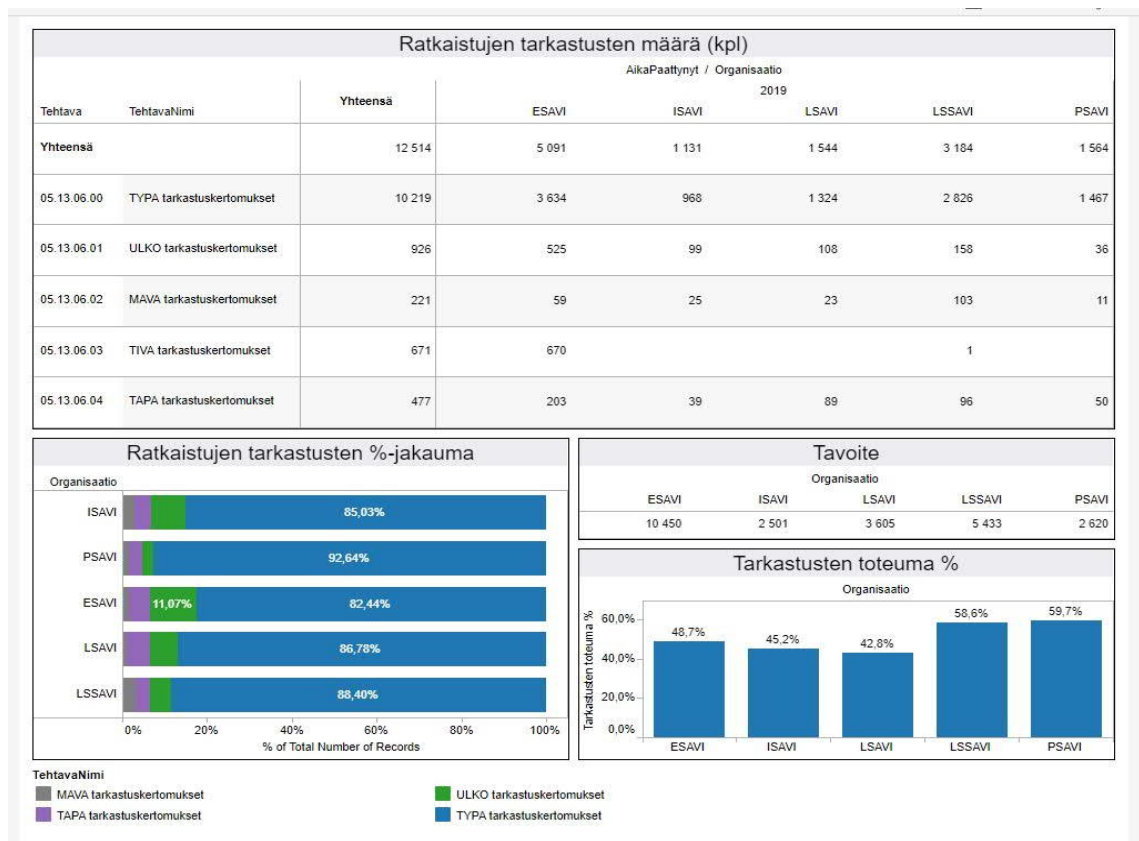 Ratkaistujen tarkastusten määrä (kpl)
AikaPaattynyt / Organisaatio
Yhteensä 2019
Tehtava TehtavaNimi ESAVI ISAVI LSAVI LSSAVI PSAVI
Yhteensä 12 514 5 091 1 131 1 544 3 184 1 564
05.13.06.00 TYPA tarkastuskertomukset 10 219 3 634 968 1 324 2 826 1 467
05.13.06.01 ULKO tarkastuskertomukset 926 525 99 108 158 36
05.13.06.02 MAVA tarkastuskertomukset 221 59 25 23 103 11
05.13.06.03 TIVA tarkastuskertomukset 671 670 1
05.13.06.04 TAPA tarkastuskertomukset 477 203 39 89 96 50
Ratkaistujen tarkastusten %-jakauma
Organisaatio
ISAVI 85,03%
PSAVI 92,64%
ESAVI 11,07% 82,44%
LSAVI 86,78%
LSSAVI 88,40%
0% 20% 40% 60% 80% 100%
% of Total Number of Records
Tavoite
Organisaatio
ESAVI ISAVI LSAVI LSSAVI PSAVI
10 450 2 501 3 605 5 433 2 620
Tarkastusten toteuma %
Organisaatio
Tarkastusten toteuma %
60,0%
40,0%
20,0%
0,0%
48,7% 45,2% 42,8% 58,6% 59,7%
ESAVI ISAVI LSAVI LSSAVI PSAVI
TehtavaNimi
MAVA tarkastuskertomukset ULKO tarkastuskertomukset
TAPA tarkastuskertomukset TYPA tarkastuskertomukset